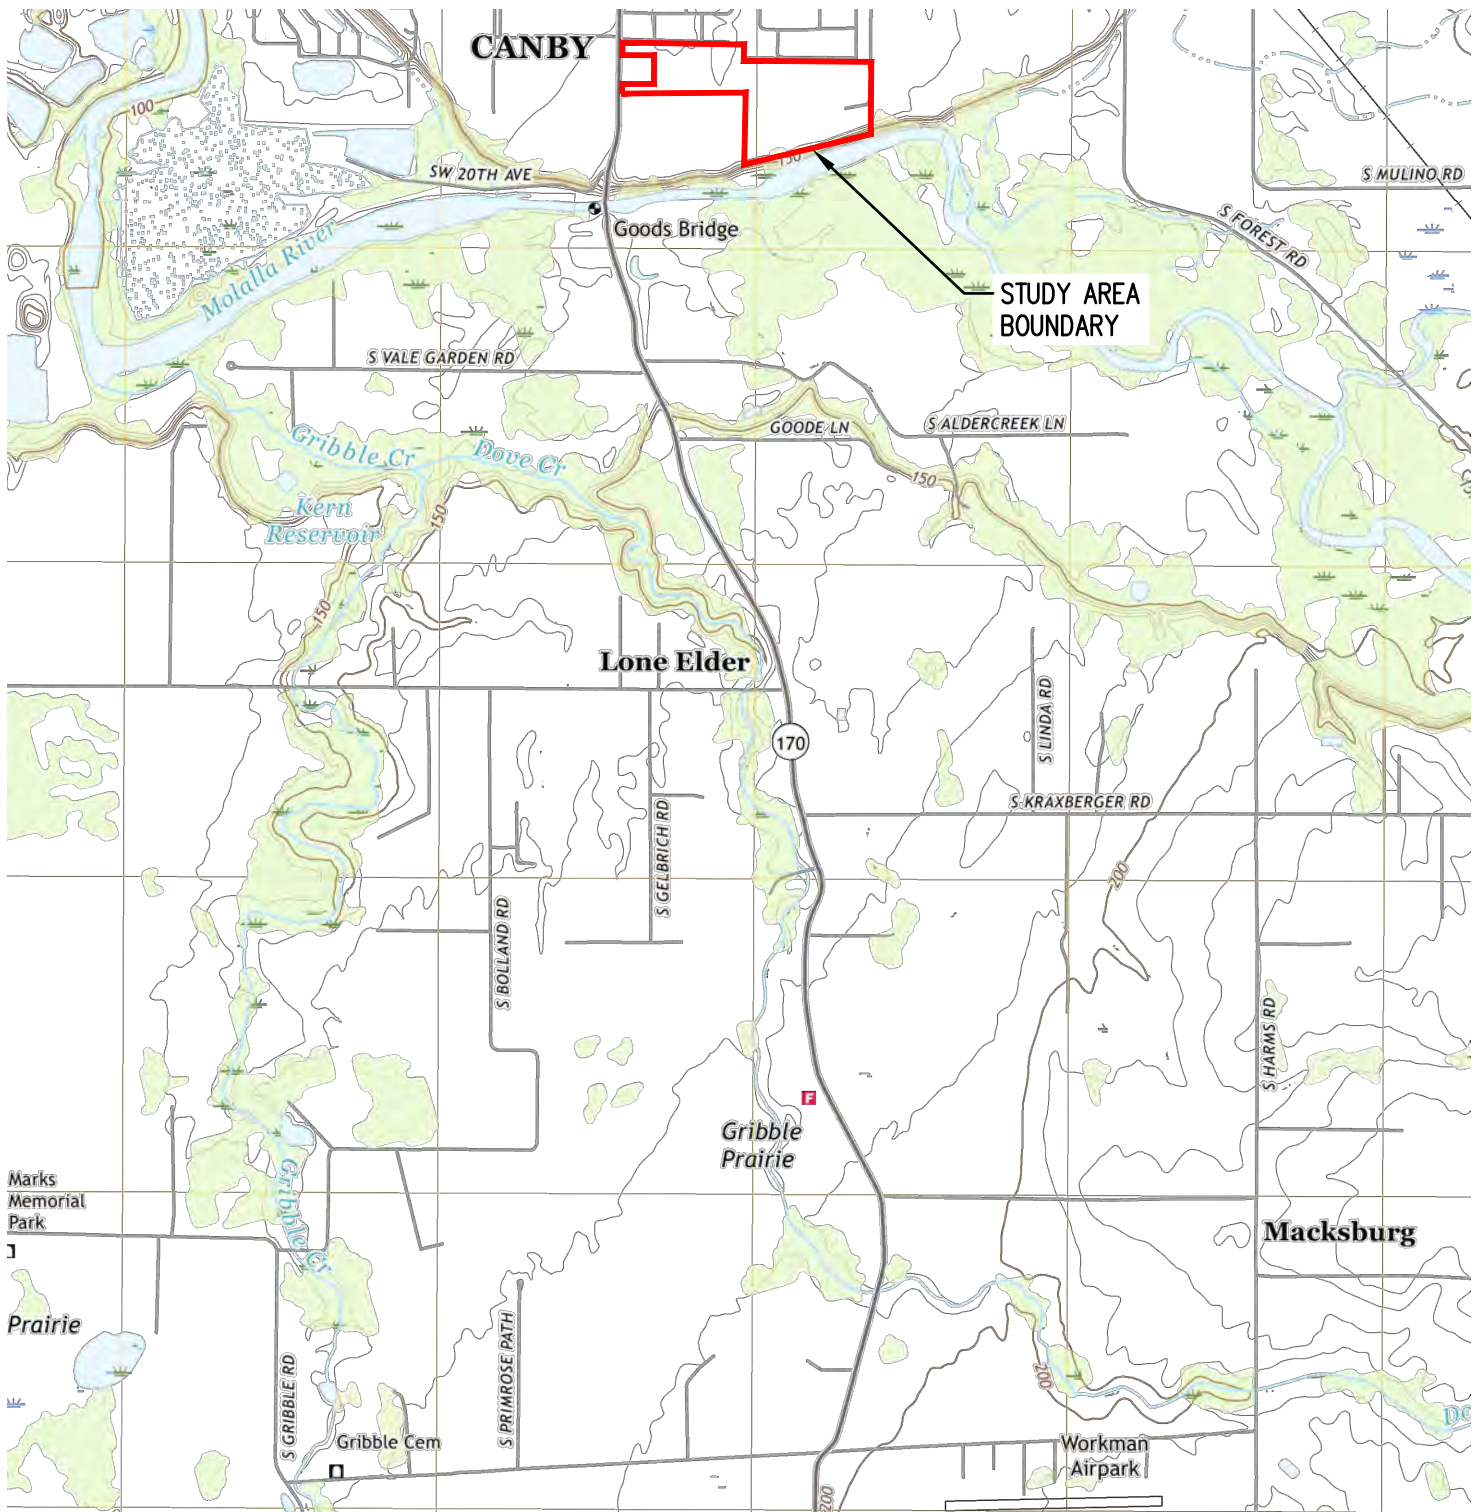 CANBY
100
SW 20TH AVE
150
S MULINO RD
S FOREST RD
Goods Bridge
Molalla River
STUDY AREA
BOUNDARY
S VALE GARDEN RD
GOODE LN
S ALDERCREEK LN
Gribble Cr
Dove Cr
150
Kern
Reservoir
150
150
Lone Elder
170
S LINDA RD
S KRAXBERGER RD
S GELBRICH RD
200
S BOLLAND RD
S HARMS RD
F
Gribble
Prairie
Marks
Memorial
Park
Gribble Cr
Macksburg
Prairie
S GRIBBLE RD
S PRIMROSE PATH
200
Gribble Cem
Workman
Airpark
200